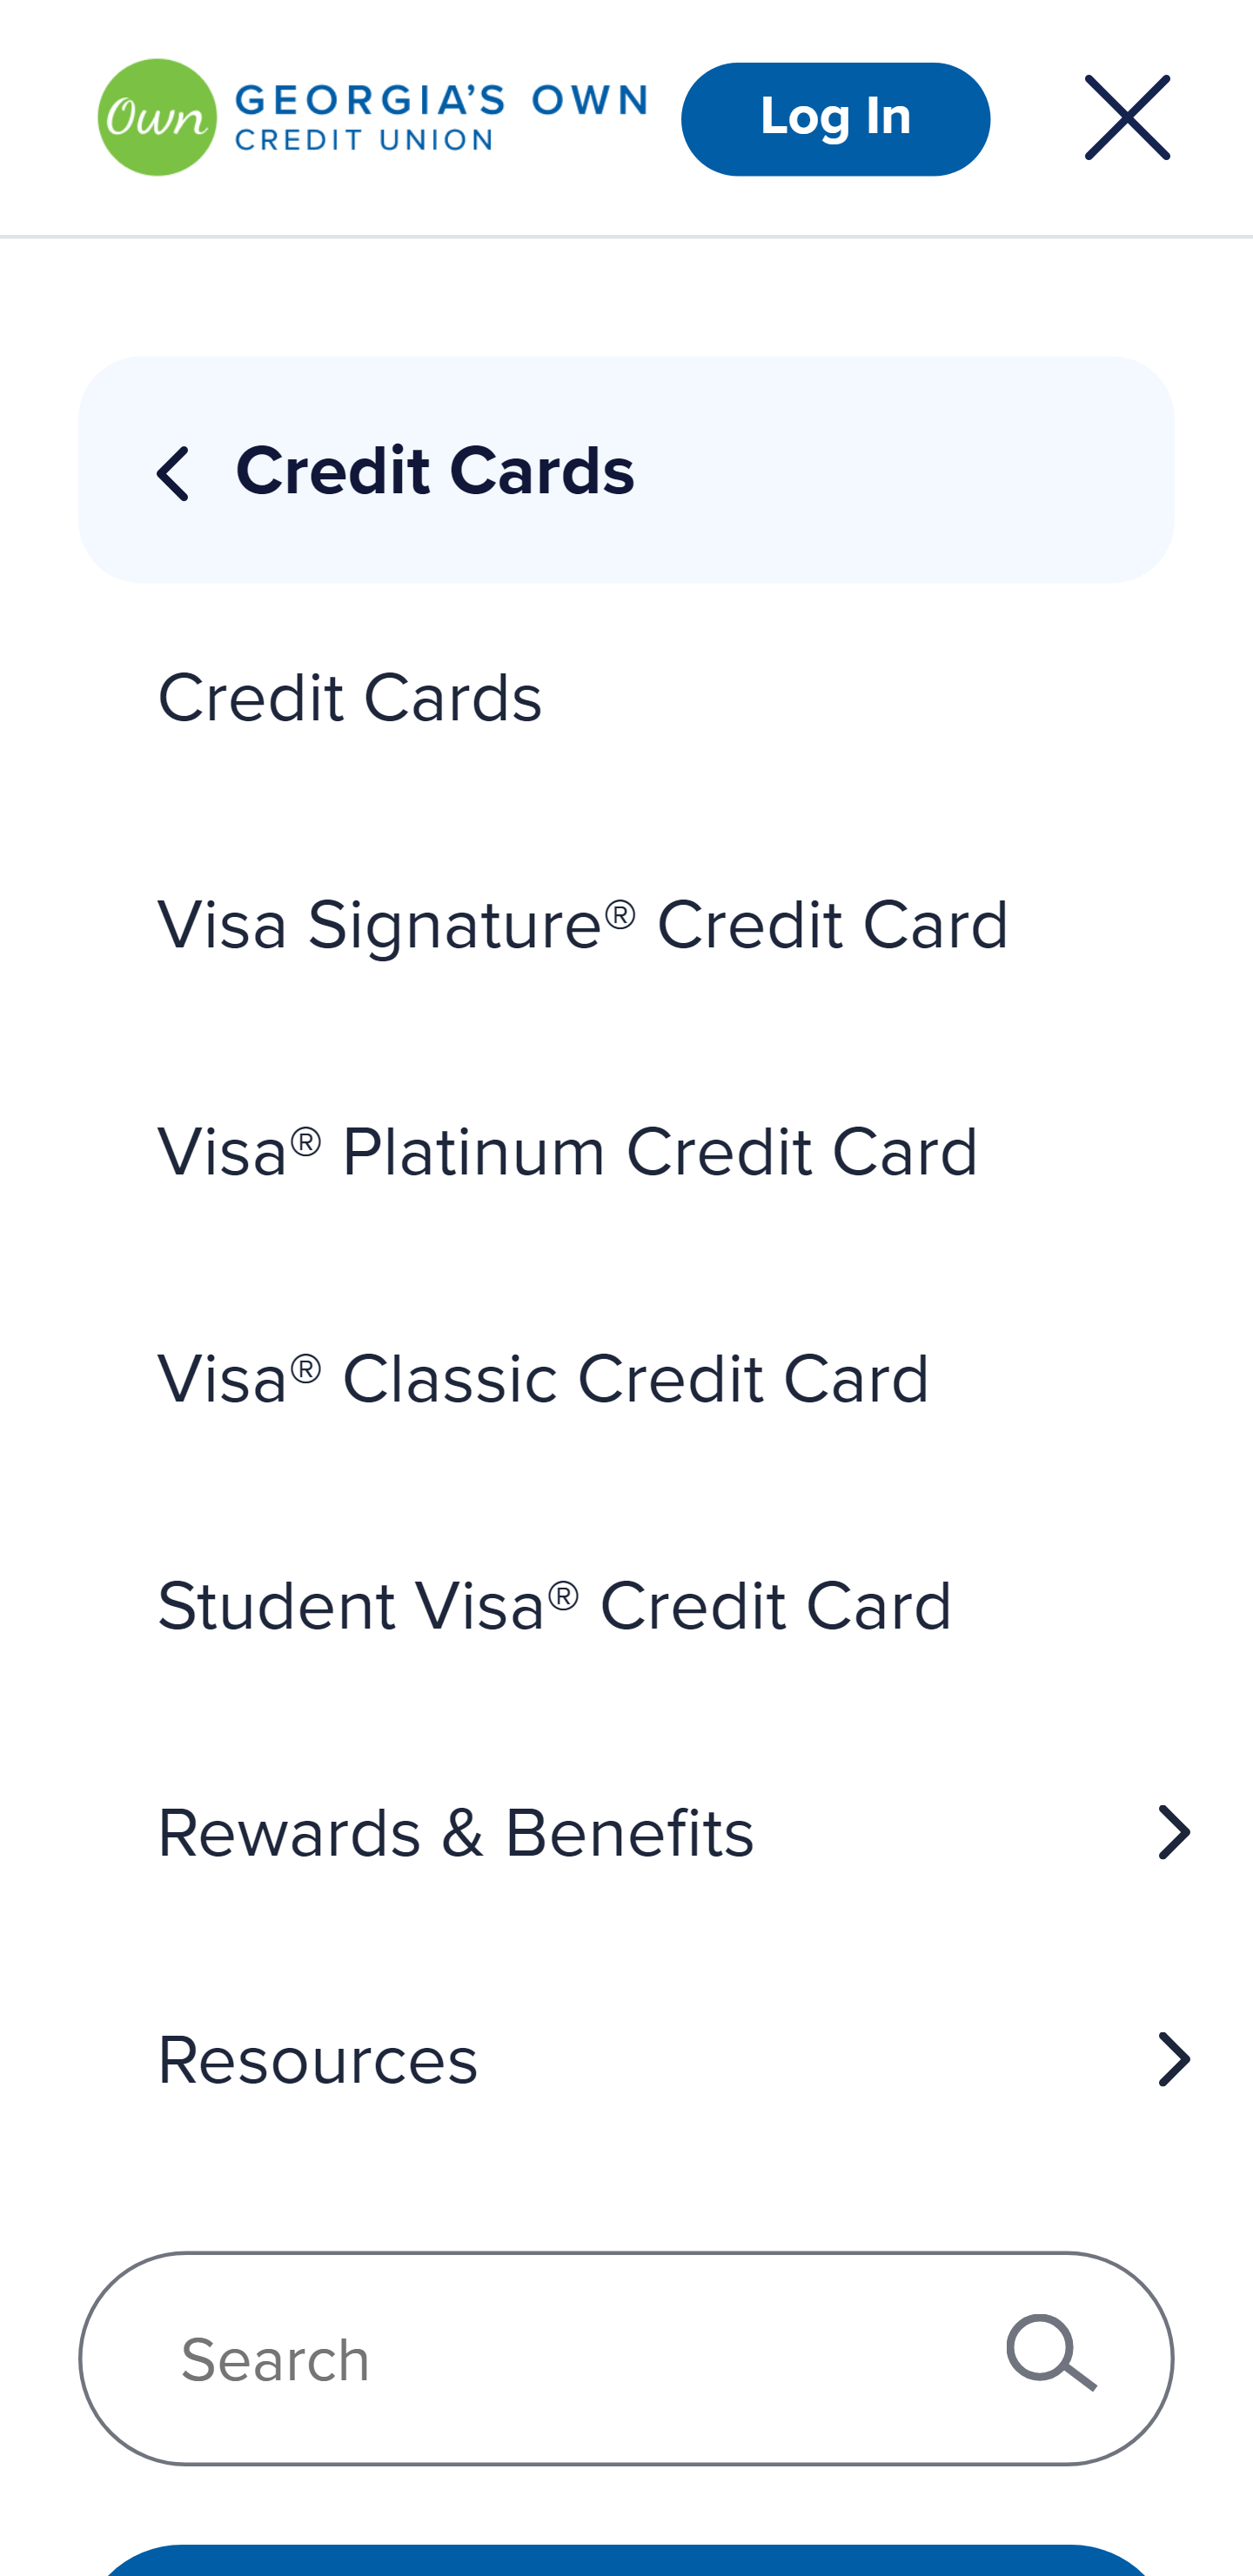 Own
GEORGIA’S OWN
CREDIT UNION
Log In
Credit Cards
Credit Cards
Visa Signature® Credit Card
Visa® Platinum Credit Card
Visa® Classic Credit Card
Student Visa® Credit Card
Rewards & Benefits
Resources
Search